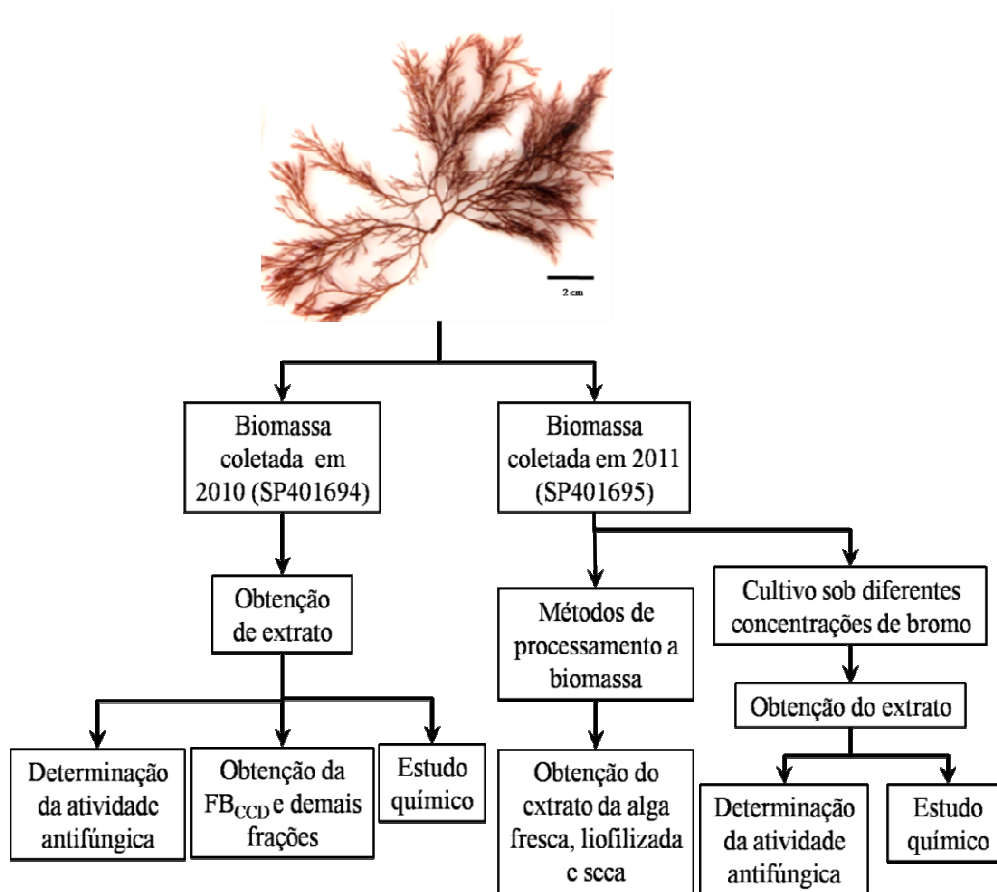 2 cm
Biomassa
coletada em
2010 (SP401694)
Biomassa
coletada em 2011
(SP401695)
Obtenção
de extrato
Métodos de
processamento a
biomassa
Cultivo sob diferentes
concentrações de bromo
Obtenção do extrato
Determinação
da atividade
antifúngica
Obtenção da
FBCCD e demais
frações
Estudo
químico
Obtenção do
extrato da alga
fresca, liofilizada
e seca
Determinação
da atividade
antifúngica
Estudo
químico